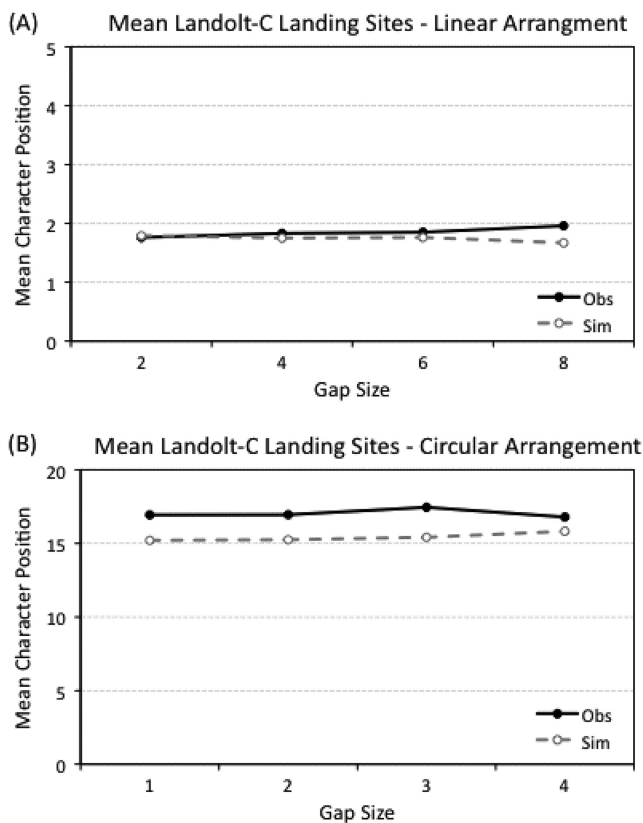 (A) Mean Landolt-C Landing Sites - Linear Arrangment
5
4
3
2
1
0
Mean Character Position
Obs
Sim
2 4 6 8
Gap Size
(B) Mean Landolt-C Landing Sites - Circular Arrangement
20
15
10
5
0
Mean Character Position
Obs
Sim
1 2 3 4
Gap Size